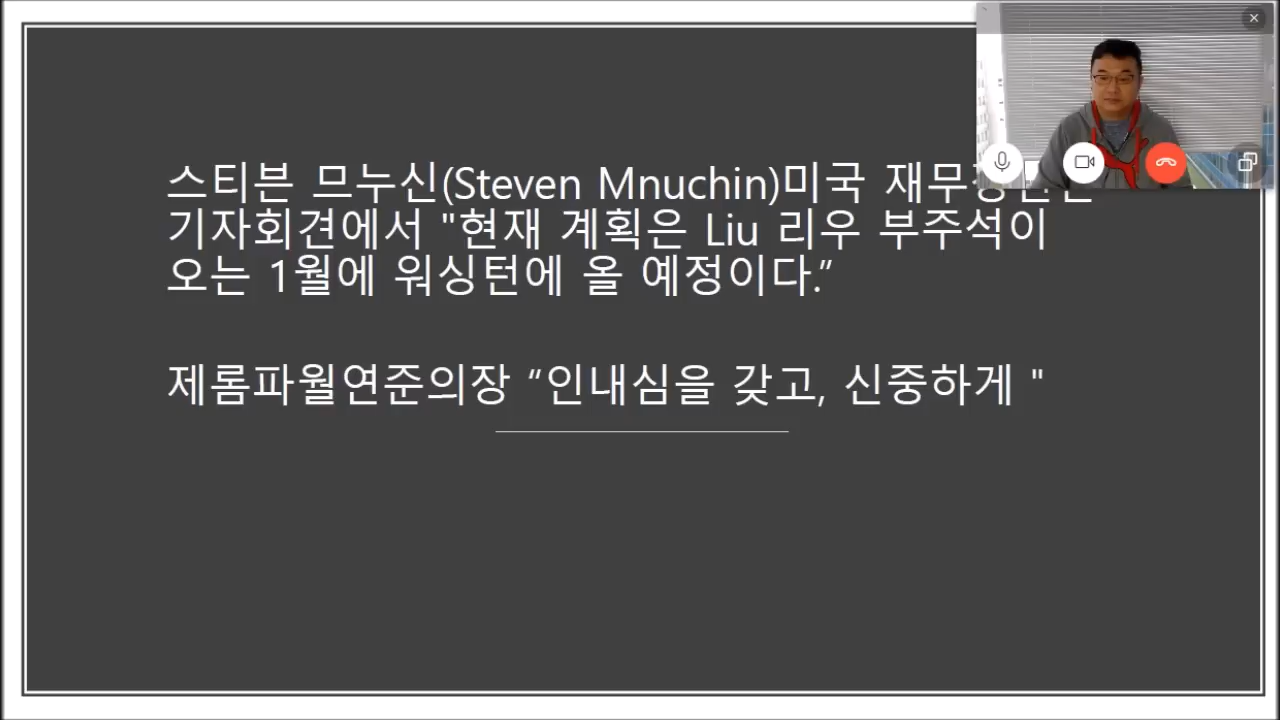 스티븐 므누신(Steven Mnuchin)미국
기자회견에서 "현재 계획은 Liu 리우 부주석이
오는 1월에 워싱턴에 올 예정이다.”
제롬파월연준의장 “인내심을 갖고, 신중하게 "